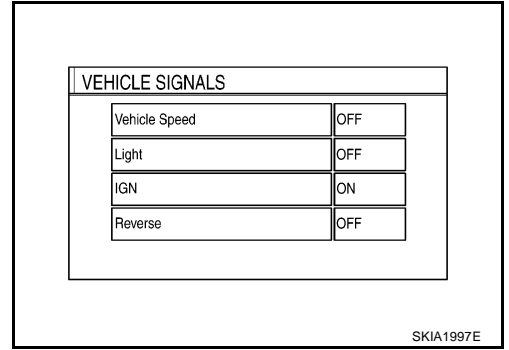 VEHICLE SIGNALS
Vehicle Speed OFF
Light OFF
IGN ON
Reverse OFF
SKIA1997E